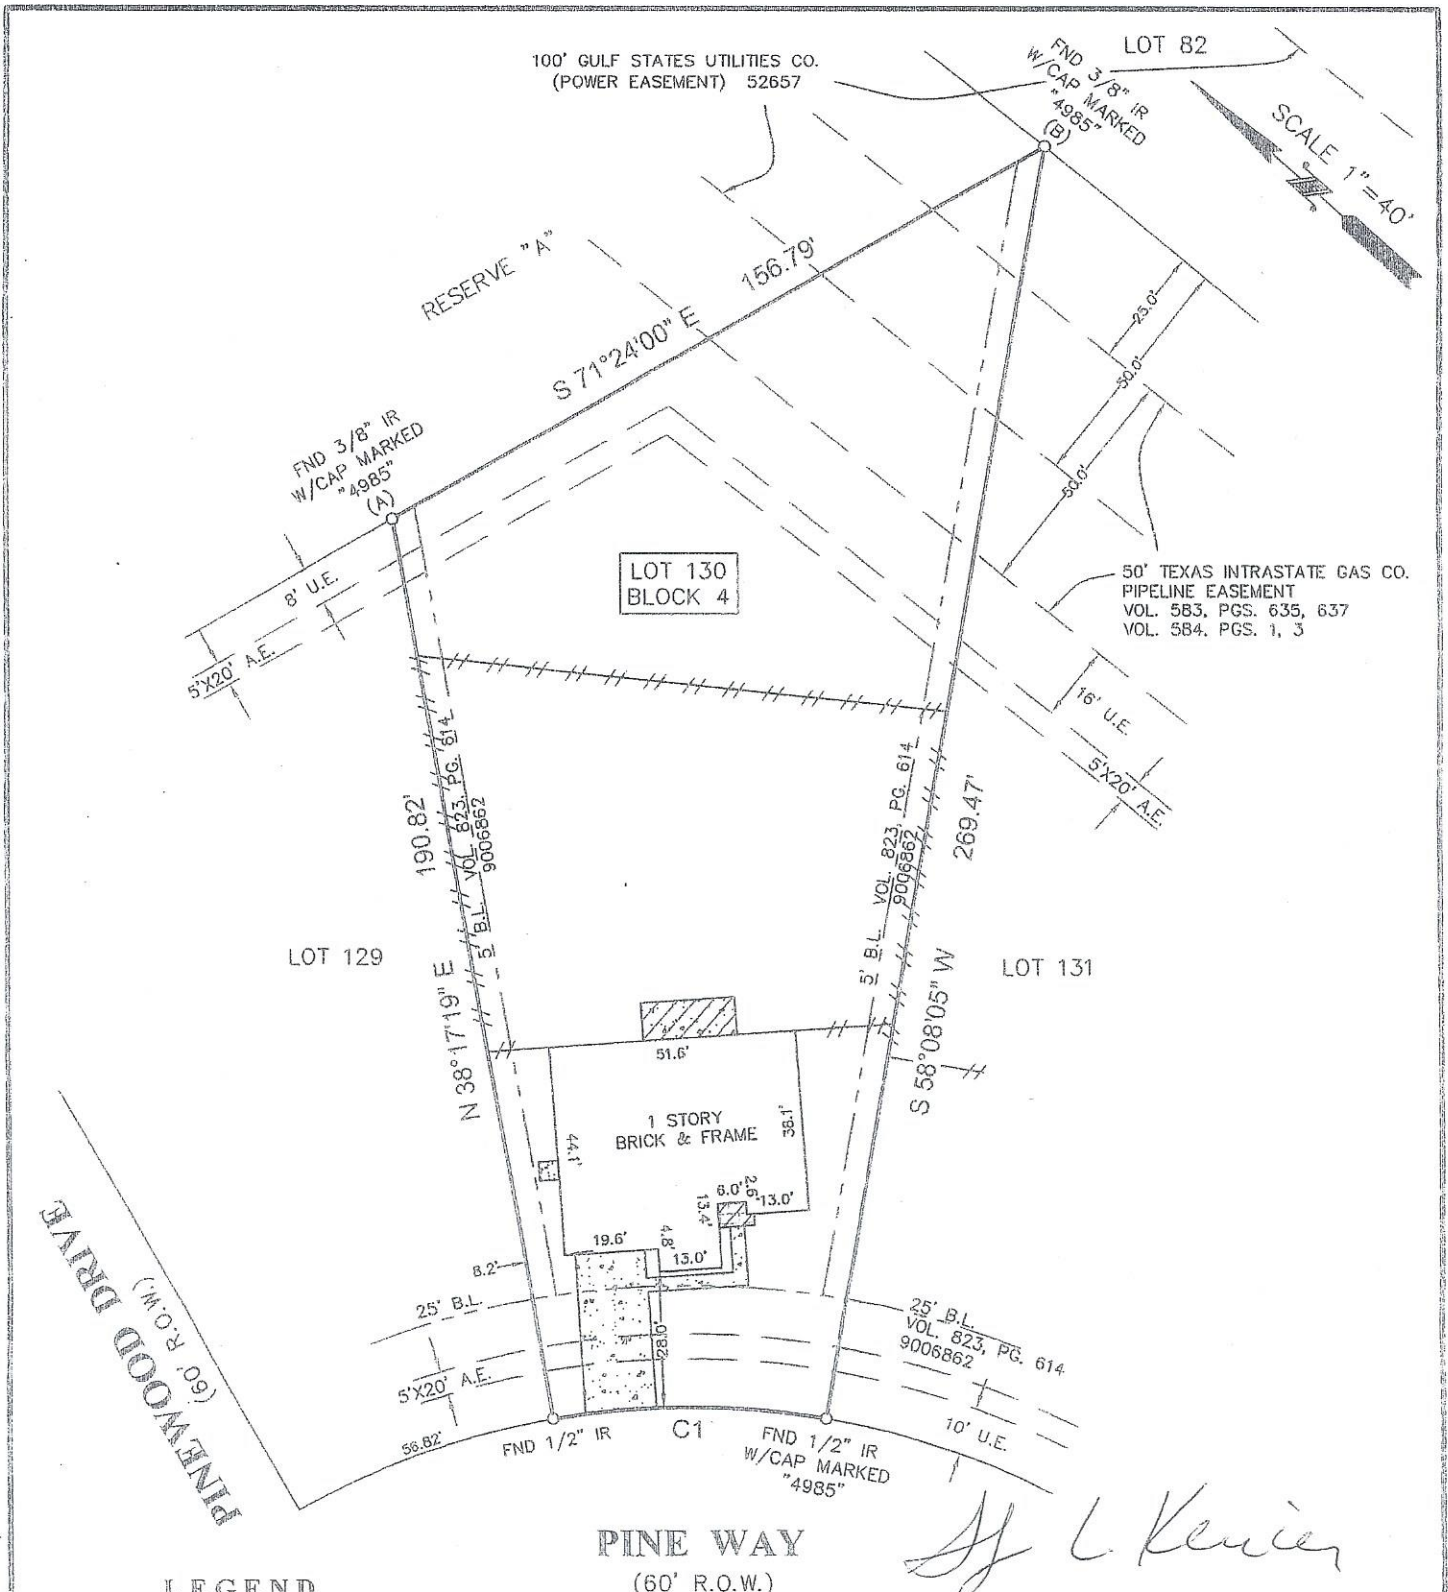 100' GULF STATES UTILITIES CO.
(POWER EASEMENT) 52657
LOT 82
FND 3/8" IR
W/CAP MARKED
"4985"
(B)
SCALE 1"=40'
RESERVE "A"
156.79'
S 71°24'00" E
25.0'
50.0'
50.0'
FND 3/8" IR
W/CAP MARKED
"4985"
(A)
8' U.E.
5'X20' A.E.
LOT 130
BLOCK 4
50' TEXAS INTRASTATE GAS CO.
PIPELINE EASEMENT
VOL. 583, PGS. 635, 637
VOL. 584, PGS. 1, 3
16' U.E.
5'X20' A.E.
190.82'
N 38°17'19" E
5' B.L. VOL. 823, PG. 614
9006862
5' B.L. VOL. 823, PG. 614
9006862
269.47'
S 58°08'05" W
LOT 129
LOT 131
51.6'
1 STORY
BRICK & FRAME
44.1'
38.1'
6.0'
2.6'
13.0'
13.4'
19.6'
4.8'
13.0'
8.2'
25' B.L.
28.0'
25' B.L.
VOL. 823, PG. 614
9006862
5'X20' A.E.
10' U.E.
56.82'
FND 1/2" IR
C1
FND 1/2" IR
W/CAP MARKED
"4985"
PINEWOOD DRIVE
(60' R.O.W.)
PINE WAY
(60' R.O.W.)
LEGEND